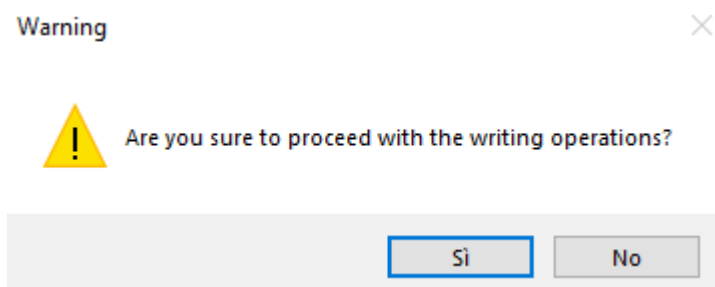 Warning
Are you sure to proceed with the writing operations?
Sì
No